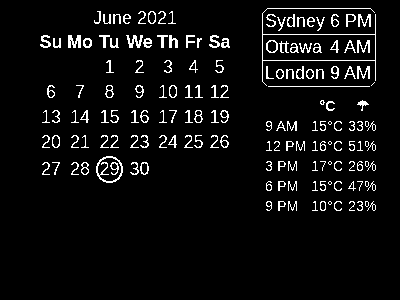 June 2021
Su Mo Tu We Th Fr Sa
1 2 3 4 5
6 7 8 9 10 11 12
13 14 15 16 17 18 19
20 21 22 23 24 25 26
27 28 29 30
Sydney 6 PM
Ottawa 4 AM
London 9 AM
°C ☂
9 AM 15°C 33%
12 PM 16°C 51%
3 PM 17°C 26%
6 PM 15°C 47%
9 PM 10°C 23%